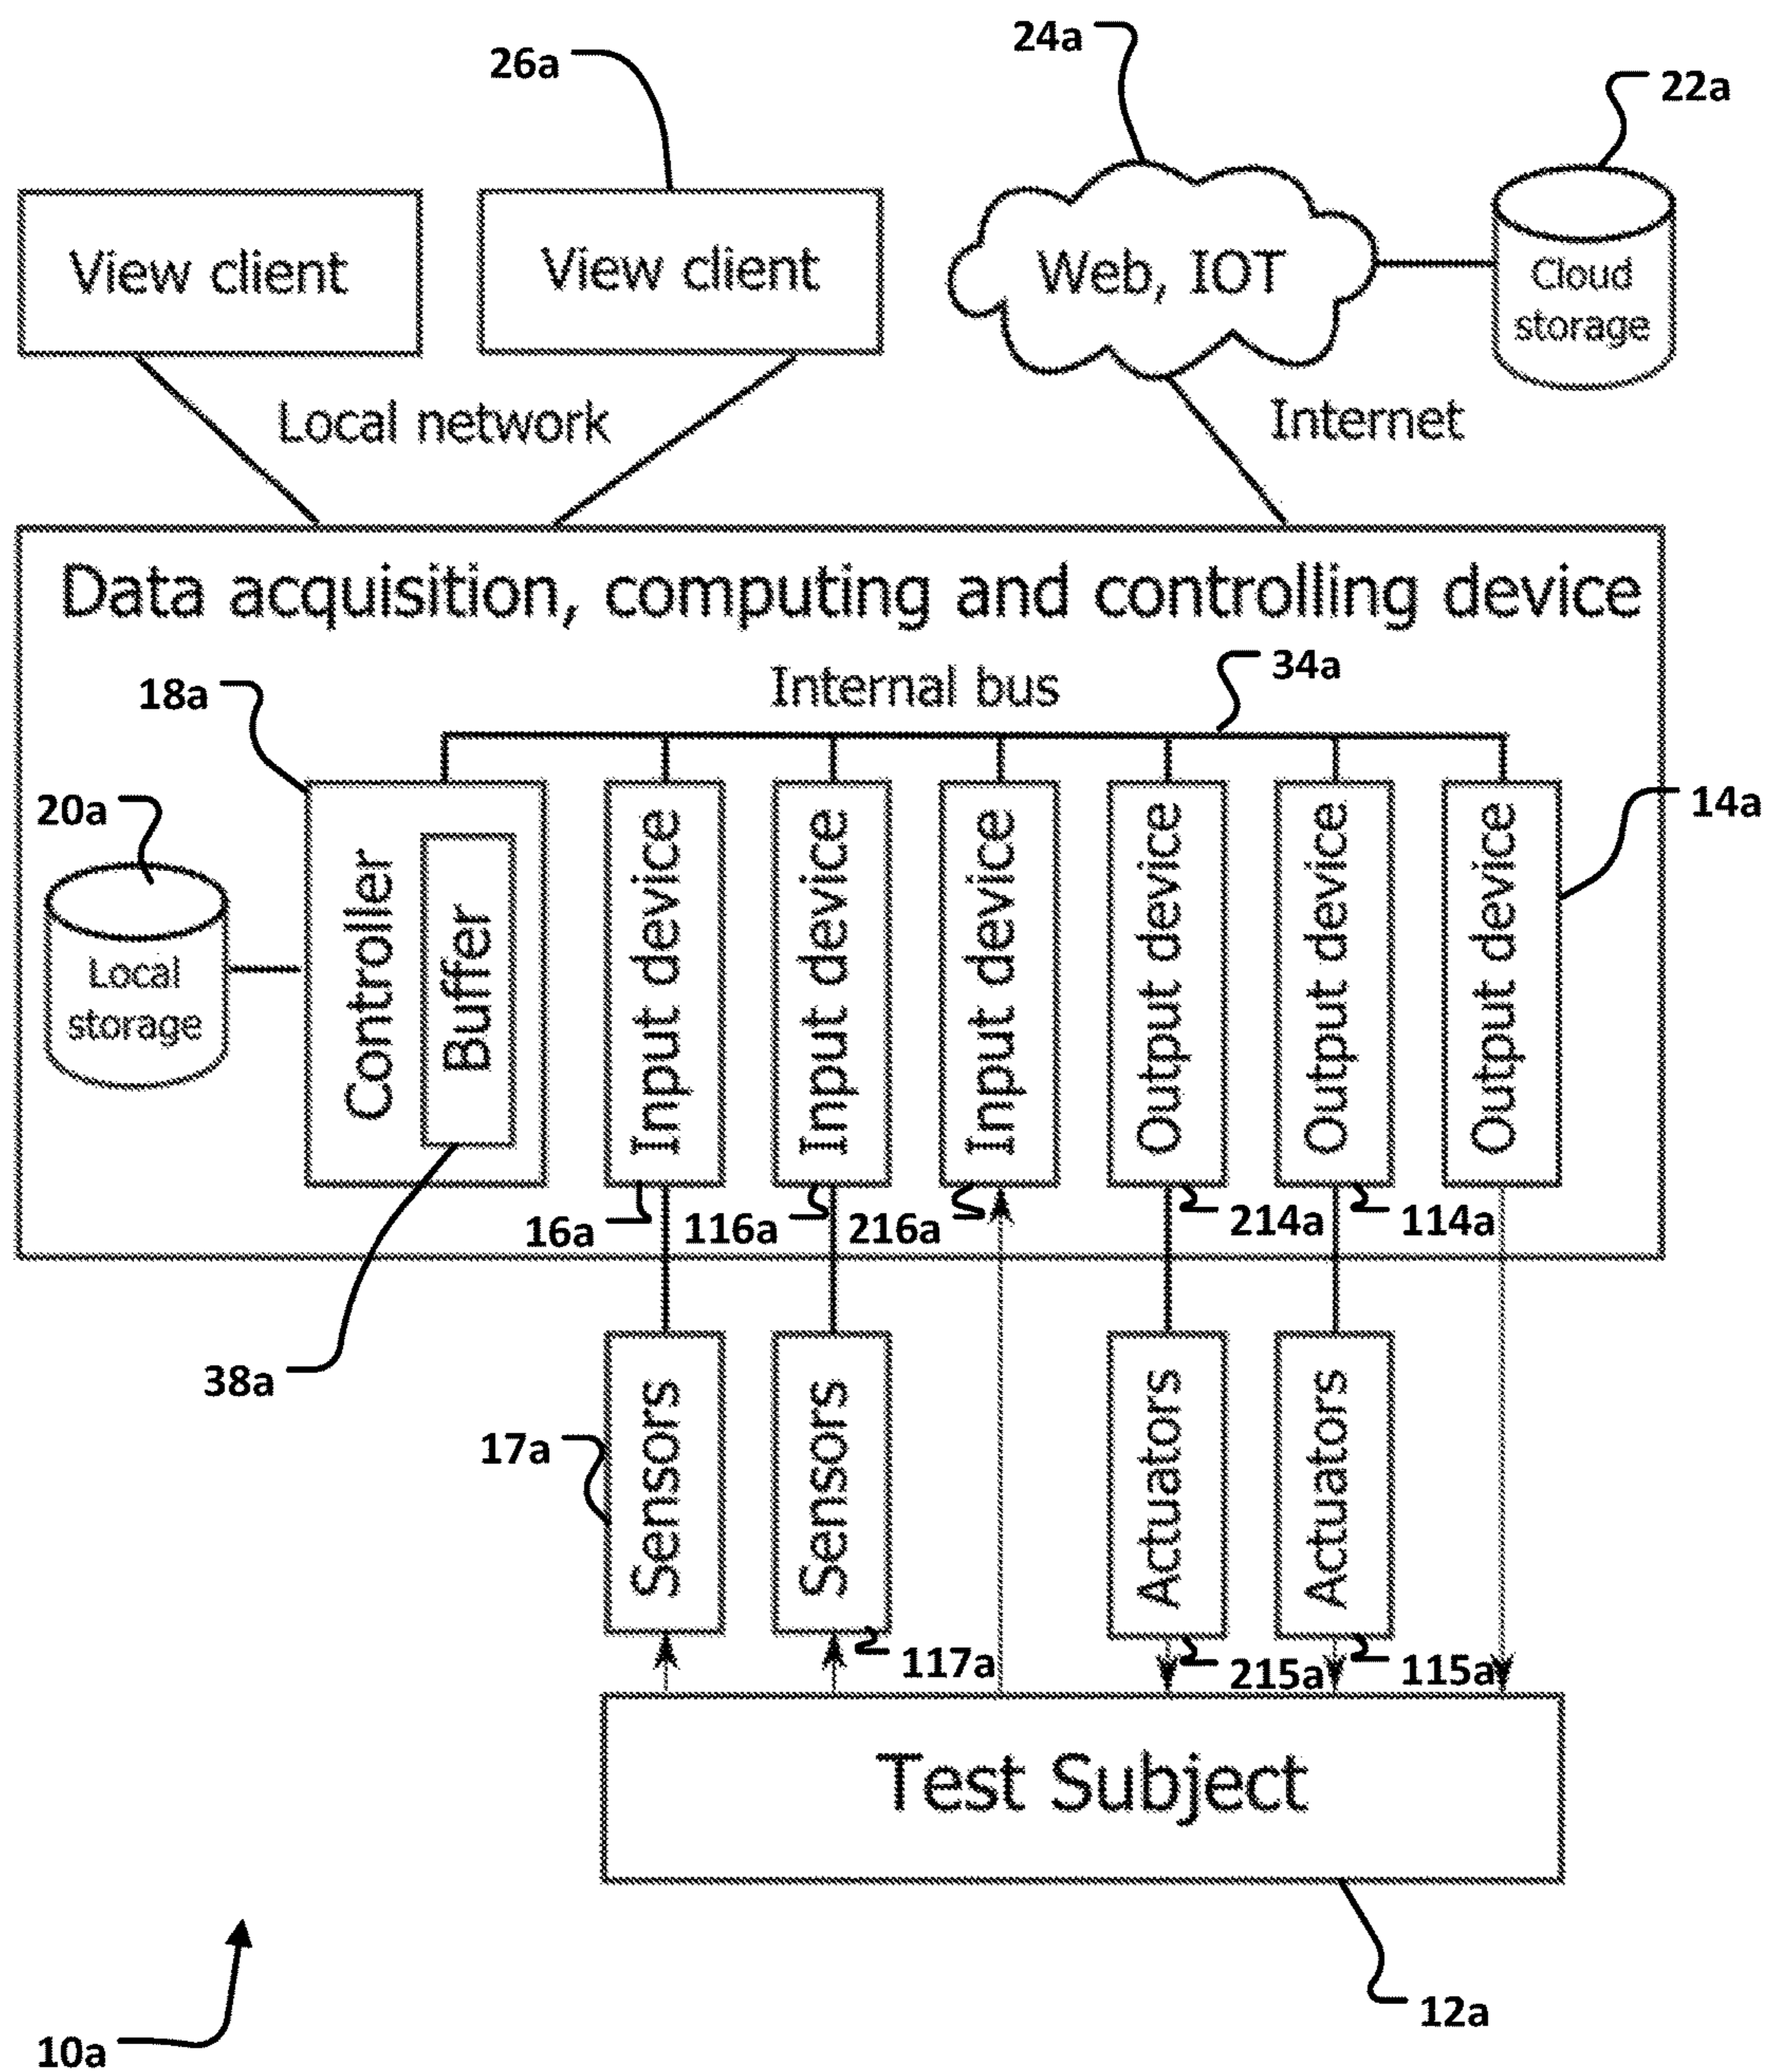 24a
26a
22a
View client
View client
Web, IOT
Cloud
storage
Local network
Internet
Data acquisition, computing and controlling device
Internal bus
34a
18a
20a
14a
Local
storage
Controller
Buffer
Input device
Input device
Input device
Output device
Output device
Output device
16a
116a
216a
214a
114a
38a
17a
Sensors
Sensors
Actuators
Actuators
117a
215a
115a
Test Subject
12a
10a